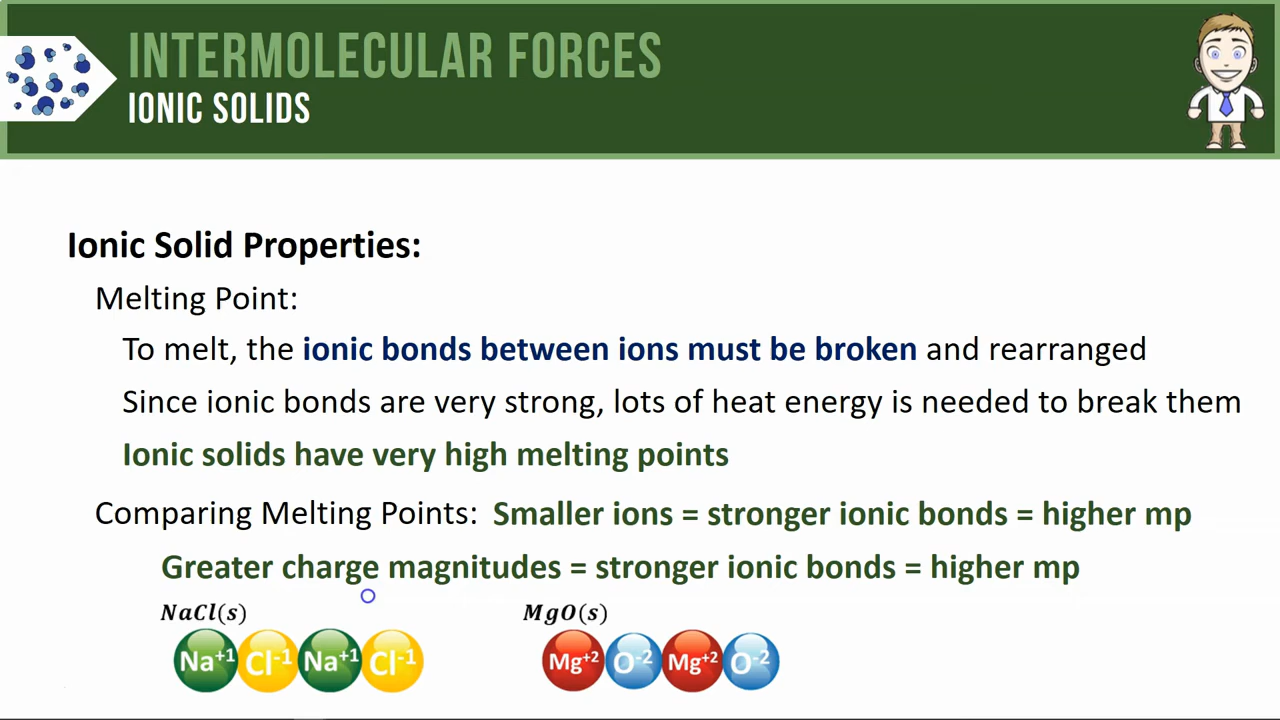 INTERMOLECULAR FORCES
IONIC SOLIDS
Ionic Solid Properties:
Melting Point:
To melt, the ionic bonds between ions must be broken and rearranged
Since ionic bonds are very strong, lots of heat energy is needed to break them
Ionic solids have very high melting points
Comparing Melting Points: Smaller ions = stronger ionic bonds = higher mp
Greater charge magnitudes = stronger ionic bonds = higher mp
NaCl(s) MgO(s)
Na+1 Cl-1 Na+1 Cl-1 Mg+2 O-2 Mg+2 O-2